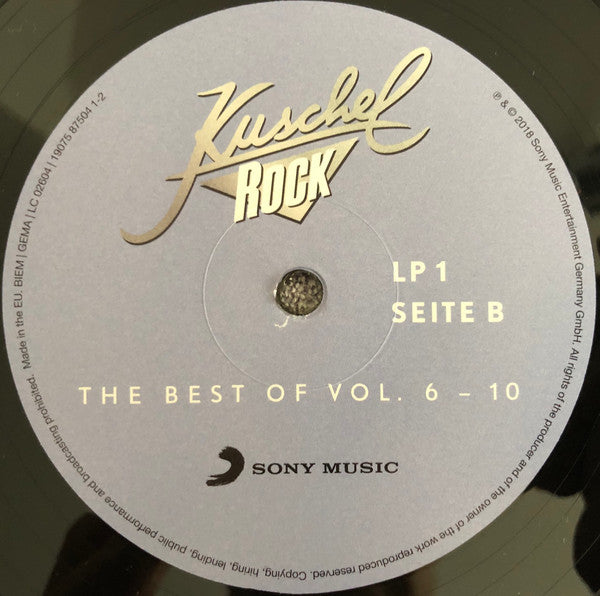 Kuschel
ROCK
LP 1
SEITE B
THE BEST OF VOL. 6 – 10
SONY MUSIC
℗ & © 2018 Sony Music Entertainment Germany GmbH. All rights of the producer and of the owner of the work reproduced reserved. Copying, hiring, lending, public performance and broadcasting prohibited. Made in the EU. BIEM | GEMA | LC 02604 | 19075 87504 1-2